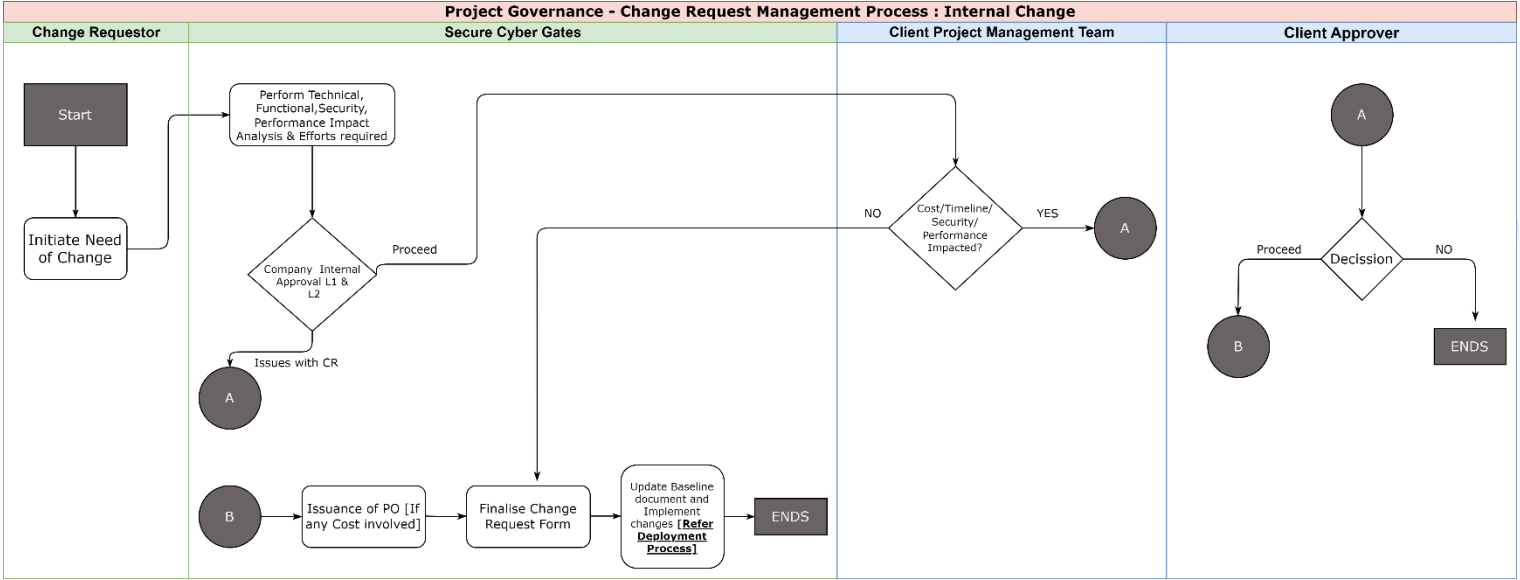 Project Governance - Change Request Management Process : Internal Change
Change Requestor
Secure Cyber Gates
Client Project Management Team
Client Approver
Start
Initiate Need
of Change
Perform Technical,
Functional,Security,
Performance Impact
Analysis & Efforts required
Company Internal
Approval L1 &
L2
Proceed
Issues with CR
A
Cost/Timeline/
Security/
Performance
Impacted?
NO
YES
A
A
Decission
Proceed
NO
B
ENDS
B
Issuance of PO [If
any Cost involved]
Finalise Change
Request Form
Update Baseline
document and
Implement
changes [Refer
Deployment
Process]
ENDS